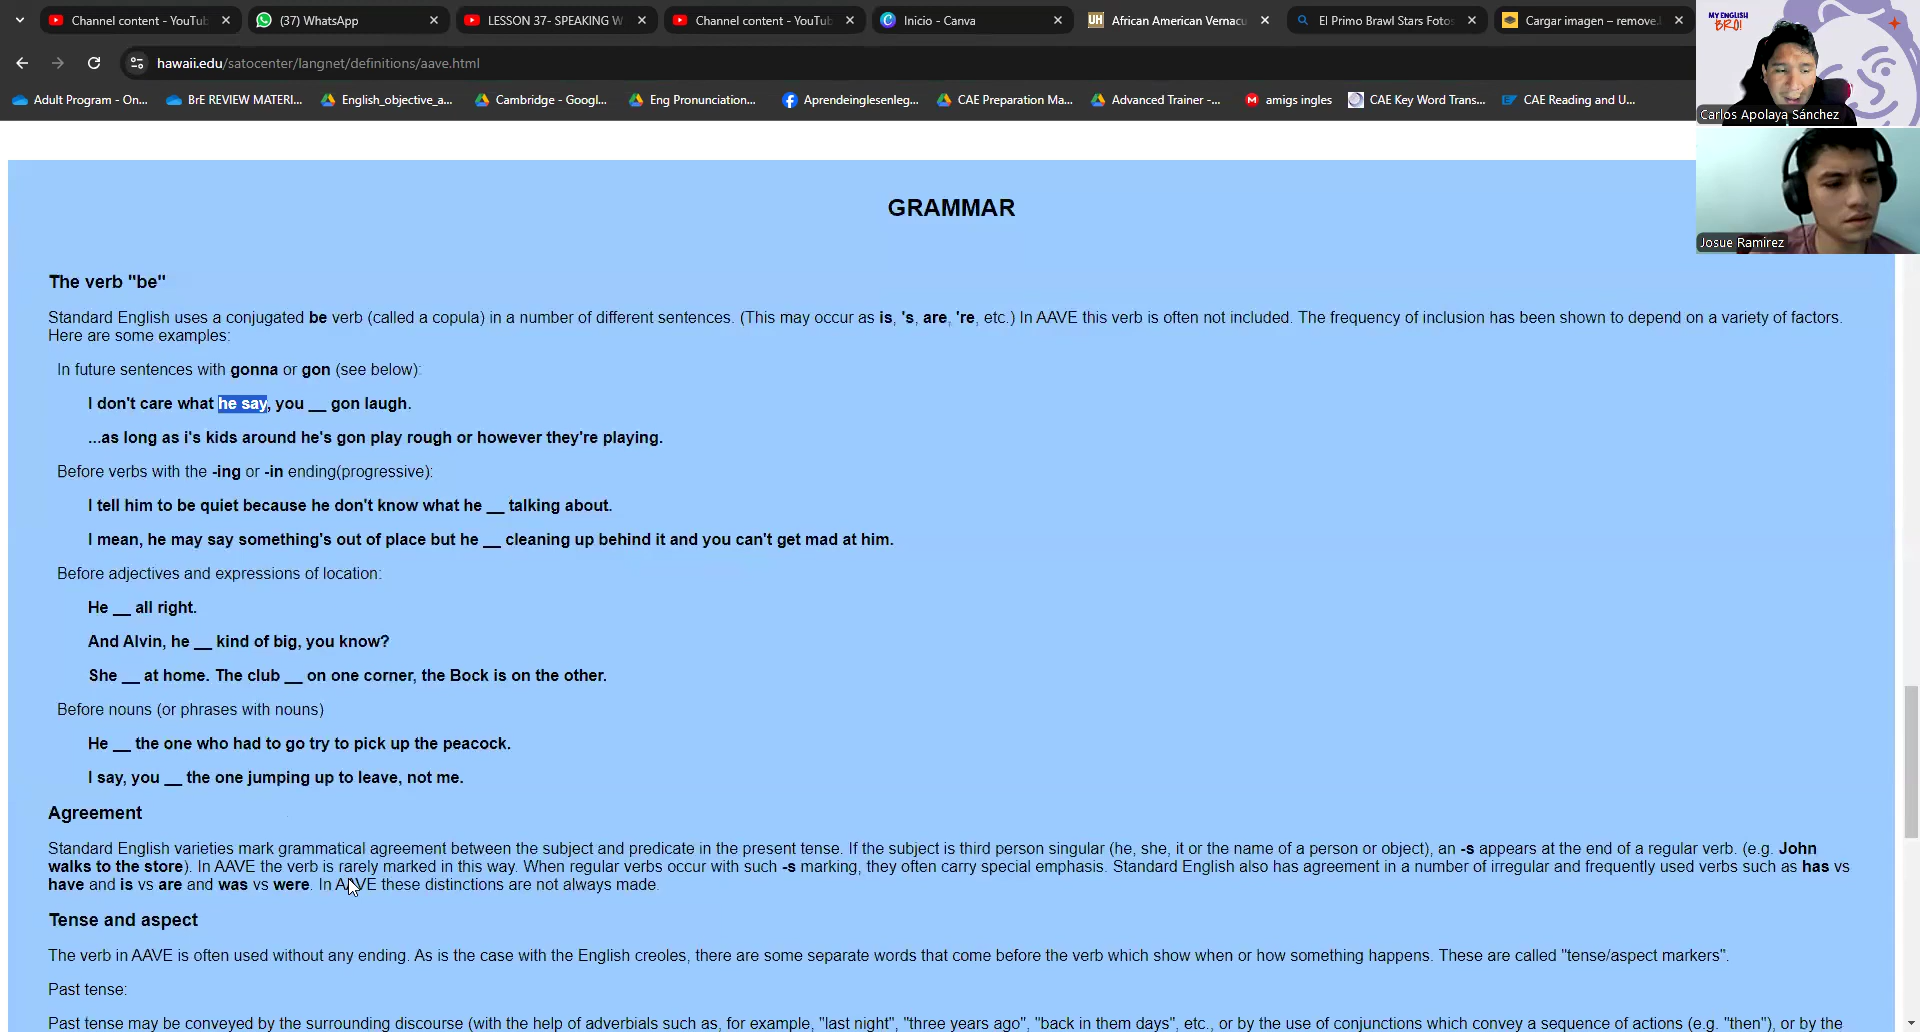 Channel content - YouTu
(37) WhatsApp
LESSON 37- SPEAKING W
Channel content - YouTu
Inicio - Canva
UH African American Vernacu
El Primo Brawl Stars Foto
Cargar imagen – remove.
hawaii.edu/satocenter/langnet/definitions/aave.html
Adult Program - On...
BrE REVIEW MATERI...
English_objective_a...
Cambridge - Googl...
Eng Pronunciation...
Aprendeinglesenleg...
CAE Preparation Ma...
Advanced Trainer -...
amigs ingles
CAE Key Word Trans...
CAE Reading and U...
MY ENGLISH
BRO!
Carlos Apolaya Sánchez
Josue Ramirez
GRAMMAR
The verb "be"
Standard English uses a conjugated be verb (called a copula) in a number of different sentences. (This may occur as is, 's, are, 're, etc.) In AAVE this verb is often not included. The frequency of inclusion has been shown to depend on a variety of factors.
Here are some examples:
In future sentences with gonna or gon (see below):
I don't care what he say, you __ gon laugh.
...as long as i's kids around he's gon play rough or however they're playing.
Before verbs with the -ing or -in ending(progressive):
I tell him to be quiet because he don't know what he __ talking about.
I mean, he may say something's out of place but he __ cleaning up behind it and you can't get mad at him.
Before adjectives and expressions of location:
He __ all right.
And Alvin, he __ kind of big, you know?
She __ at home. The club __ on one corner, the Bock is on the other.
Before nouns (or phrases with nouns)
He __ the one who had to go try to pick up the peacock.
I say, you __ the one jumping up to leave, not me.
Agreement
Standard English varieties mark grammatical agreement between the subject and predicate in the present tense. If the subject is third person singular (he, she, it or the name of a person or object), an -s appears at the end of a regular verb. (e.g. John
walks to the store). In AAVE the verb is rarely marked in this way. When regular verbs occur with such -s marking, they often carry special emphasis. Standard English also has agreement in a number of irregular and frequently used verbs such as has vs
have and is vs are and was vs were. In AAVE these distinctions are not always made.
Tense and aspect
The verb in AAVE is often used without any ending. As is the case with the English creoles, there are some separate words that come before the verb which show when or how something happens. These are called "tense/aspect markers".
Past tense:
Past tense may be conveyed by the surrounding discourse (with the help of adverbials such as, for example, "last night", "three years ago", "back in them days", etc., or by the use of conjunctions which convey a sequence of actions (e.g. "then"), or by the